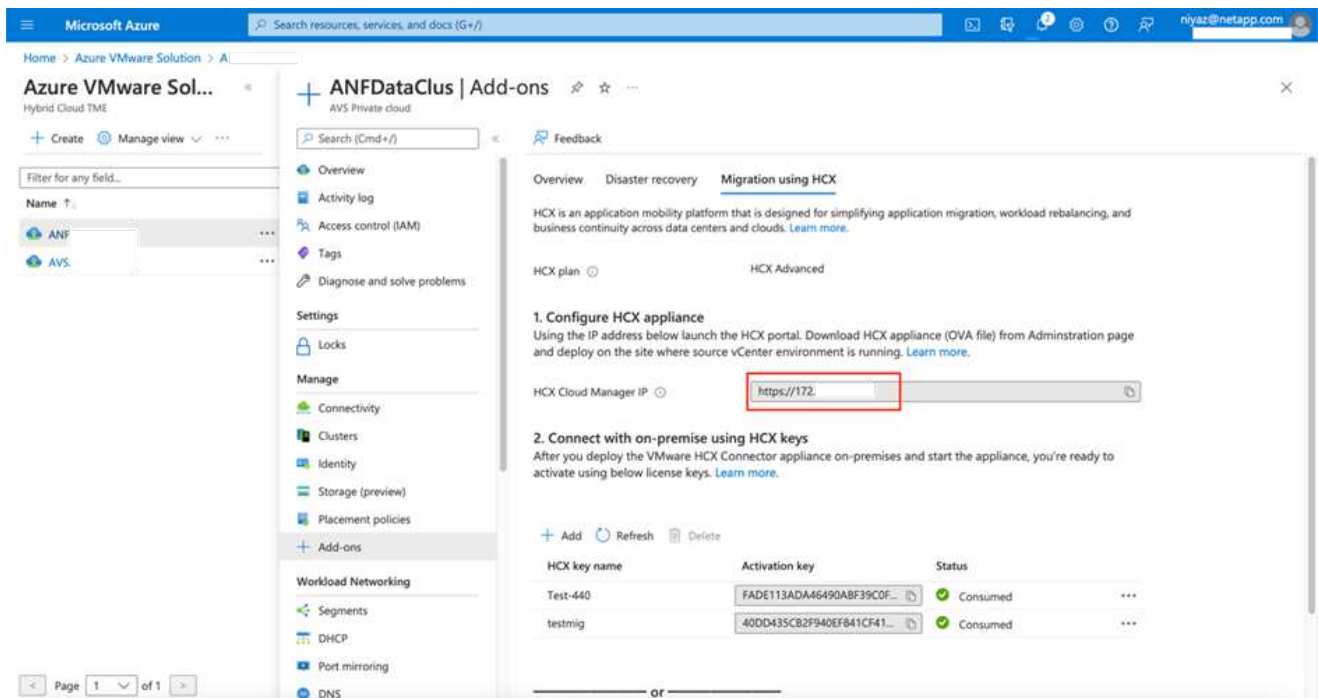 Microsoft Azure
Search resources, services, and docs (G+/)
2
niyaz@netapp.com
Home > Azure VMware Solution > A
Azure VMware Sol...
Hybrid Cloud TME
Create
Manage view
Filter for any field...
Name ↑
ANF
AVS.
Page 1 of 1
ANFDataClus | Add-ons
AVS Private cloud
Search (Cmd+/)
Overview
Activity log
Access control (IAM)
Tags
Diagnose and solve problems
Settings
Locks
Manage
Connectivity
Clusters
Identity
Storage (preview)
Placement policies
Add-ons
Workload Networking
Segments
DHCP
Port mirroring
DNS
Feedback
Overview Disaster recovery Migration using HCX
HCX is an application mobility platform that is designed for simplifying application migration, workload rebalancing, and
business continuity across data centers and clouds. Learn more.
HCX plan HCX Advanced
1. Configure HCX appliance
Using the IP address below launch the HCX portal. Download HCX appliance (OVA file) from Adminstration page
and deploy on the site where source vCenter environment is running. Learn more.
HCX Cloud Manager IP https://172.
2. Connect with on-premise using HCX keys
After you deploy the VMware HCX Connector appliance on-premises and start the appliance, you're ready to
activate using below license keys. Learn more.
Add Refresh Delete
HCX key name Activation key Status
Test-440 FADE113ADA46490ABF39C0F... Consumed
testmig 40DD435CB2F940EF841CF41... Consumed
or